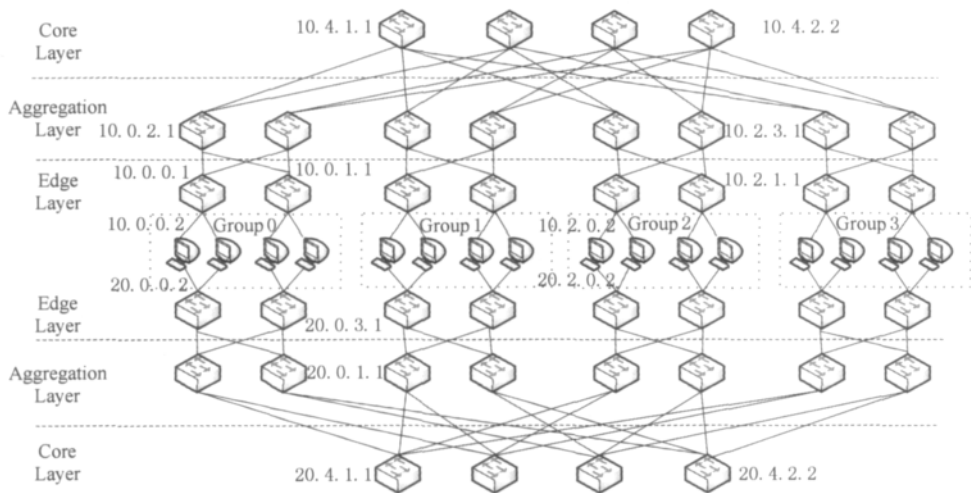 Core
Layer
10.4.1.1
10.4.2.2
Aggregation
Layer
10.0.2.1
10.2.3.1
Edge
Layer
10.0.0.1
10.0.1.1
10.2.1.1
10.0.0.2
Group 0
Group 1
10.2.0.2
Group 2
Group 3
20.0.0.2
20.2.0.2
Edge
Layer
20.0.3.1
Aggregation
Layer
20.0.1.1
Core
Layer
20.4.1.1
20.4.2.2